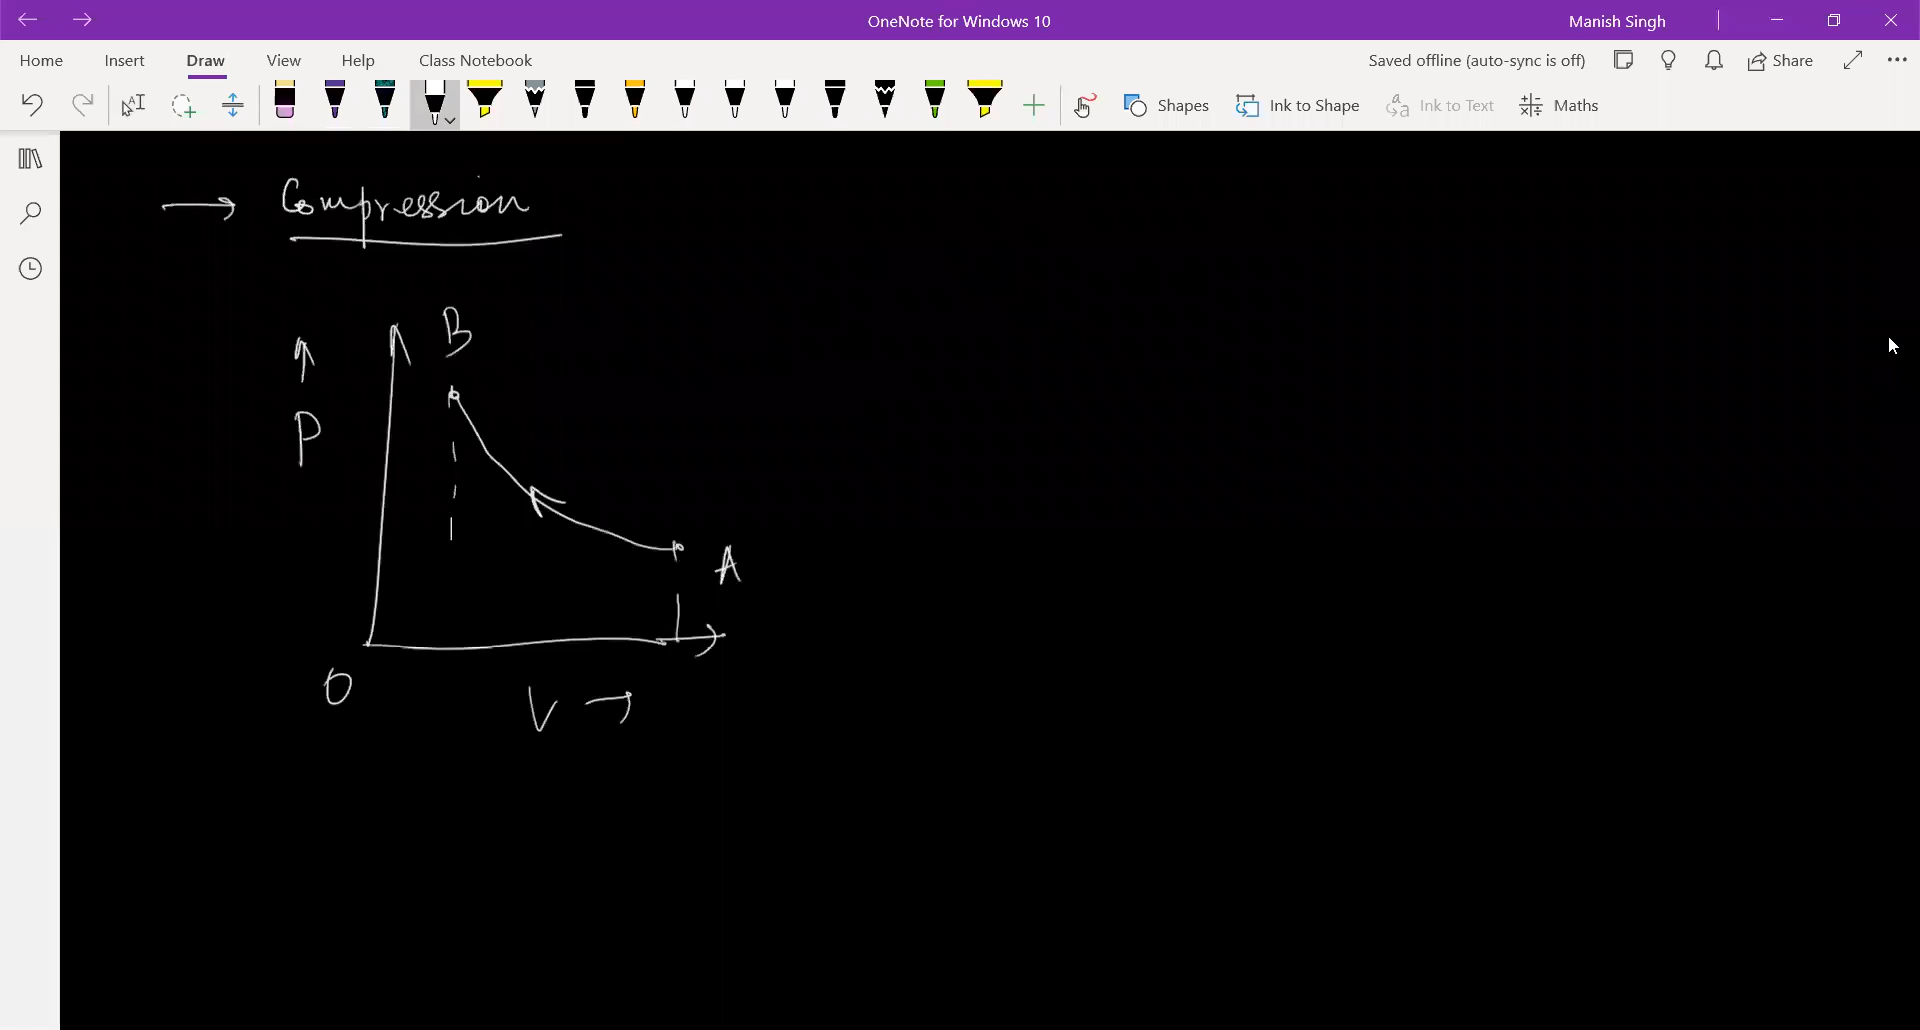 OneNote for Windows 10
Manish Singh
Home Insert Draw View Help Class Notebook
Saved offline (auto-sync is off) Share
Shapes Ink to Shape Ink to Text Maths
→ Compression
B
P
A
O
V →